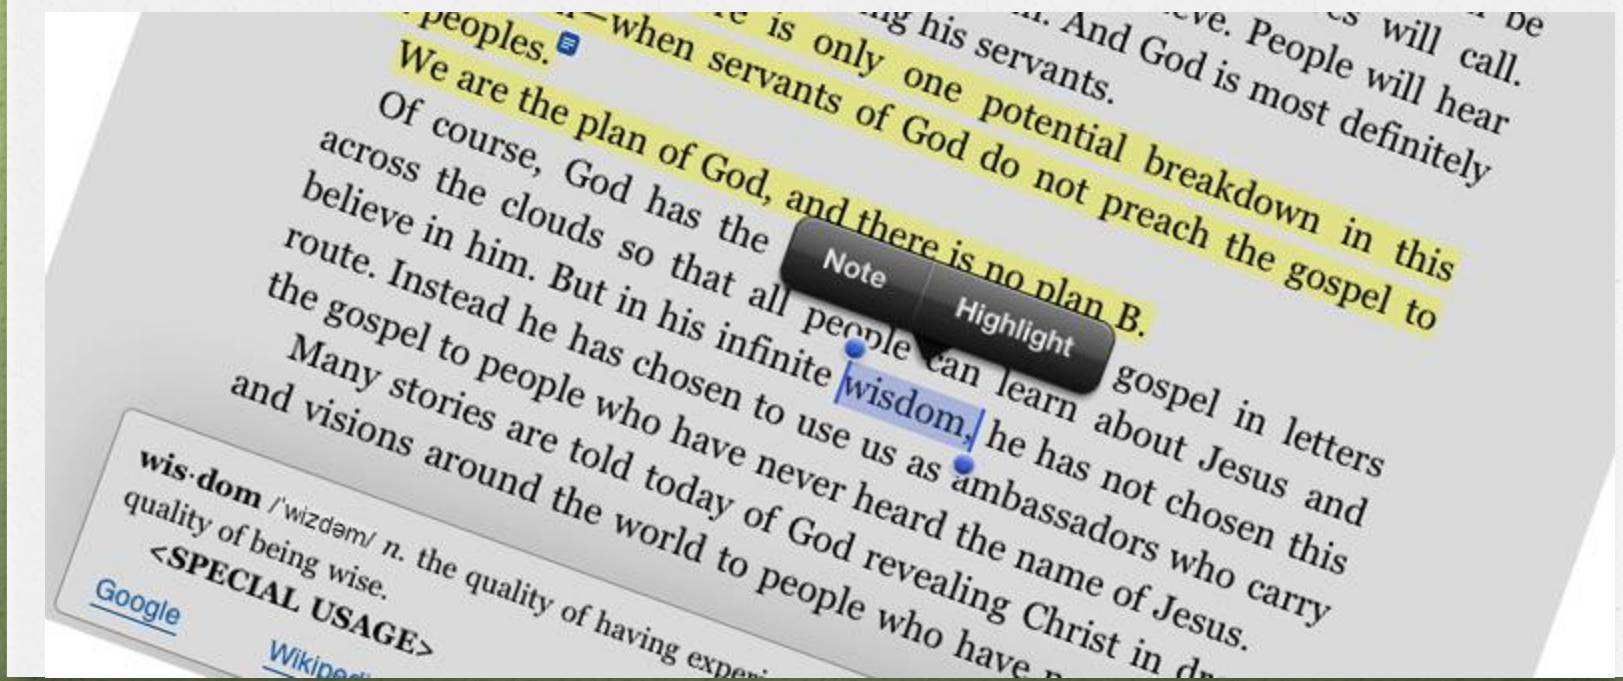 be
will call.
People will hear
And God is most definitely
his servants.
is only one potential breakdown in this
—when servants of God do not preach the gospel to
peoples.
We are the plan of God, and there is no plan B.
Of course, God has the gospel in letters
across the clouds so that all people can learn about Jesus and
believe in him. But in his infinite wisdom, he has not chosen this
route. Instead he has chosen to use us as ambassadors who carry
the gospel to people who have never heard the name of Jesus.
Many stories are told today of God revealing Christ in
and visions around the world to people who have
Note Highlight
wis·dom /ˈwizdəm/ n. the quality of having
quality of being wise.
<SPECIAL USAGE>
Google